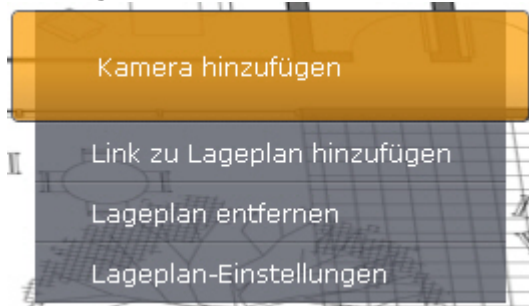 Kamera hinzufügen
Link zu Lageplan hinzufügen
Lageplan entfernen
Lageplan-Einstellungen